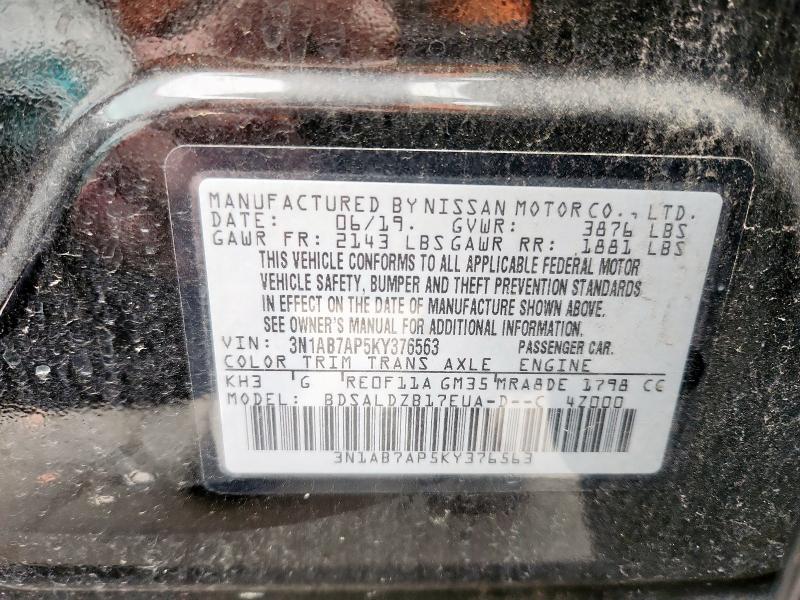 MANUFACTURED BY NISSAN MOTOR CO., LTD.
DATE: 06/19. GVWR: 3876 LBS
GAWR FR: 2143 LBS GAWR RR: 1881 LBS
THIS VEHICLE CONFORMS TO ALL APPLICABLE FEDERAL MOTOR
VEHICLE SAFETY, BUMPER AND THEFT PREVENTION STANDARDS
IN EFFECT ON THE DATE OF MANUFACTURE SHOWN ABOVE.
SEE OWNER'S MANUAL FOR ADDITIONAL INFORMATION.
VIN: 3N1AB7AP5KY376563 PASSENGER CAR.
COLOR TRIM TRANS AXLE ENGINE
KH3 G RE0F11A GM35 MRA8DE 1798 CC
MODEL: BDSALDZB17EUA-D--C 4Z000
3N1AB7AP5KY376563